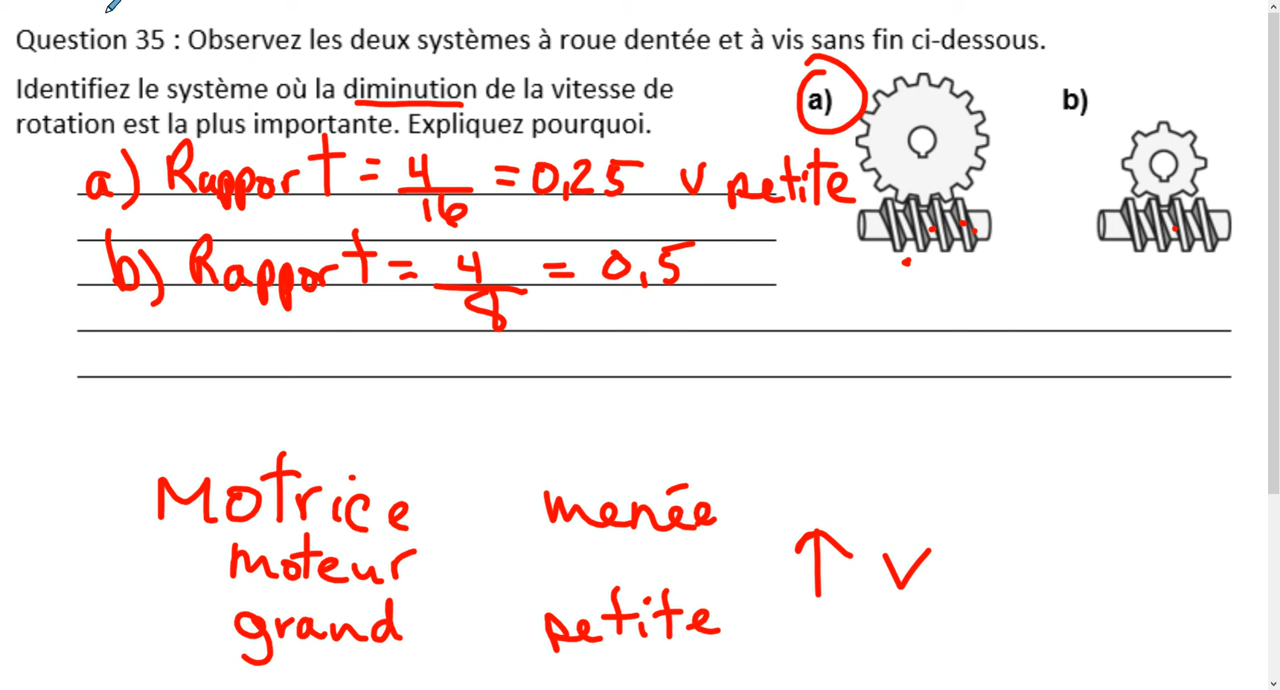 Question 35 : Observez les deux systèmes à roue dentée et à vis sans fin ci-dessous.
Identifiez le système où la diminution de la vitesse de
rotation est la plus importante. Expliquez pourquoi.
a)
b)
a) Rapport = 4/16 = 0,25 v petite
b) Rapport = 4/8 = 0,5
Motrice menée
moteur
↑ v
grand petite